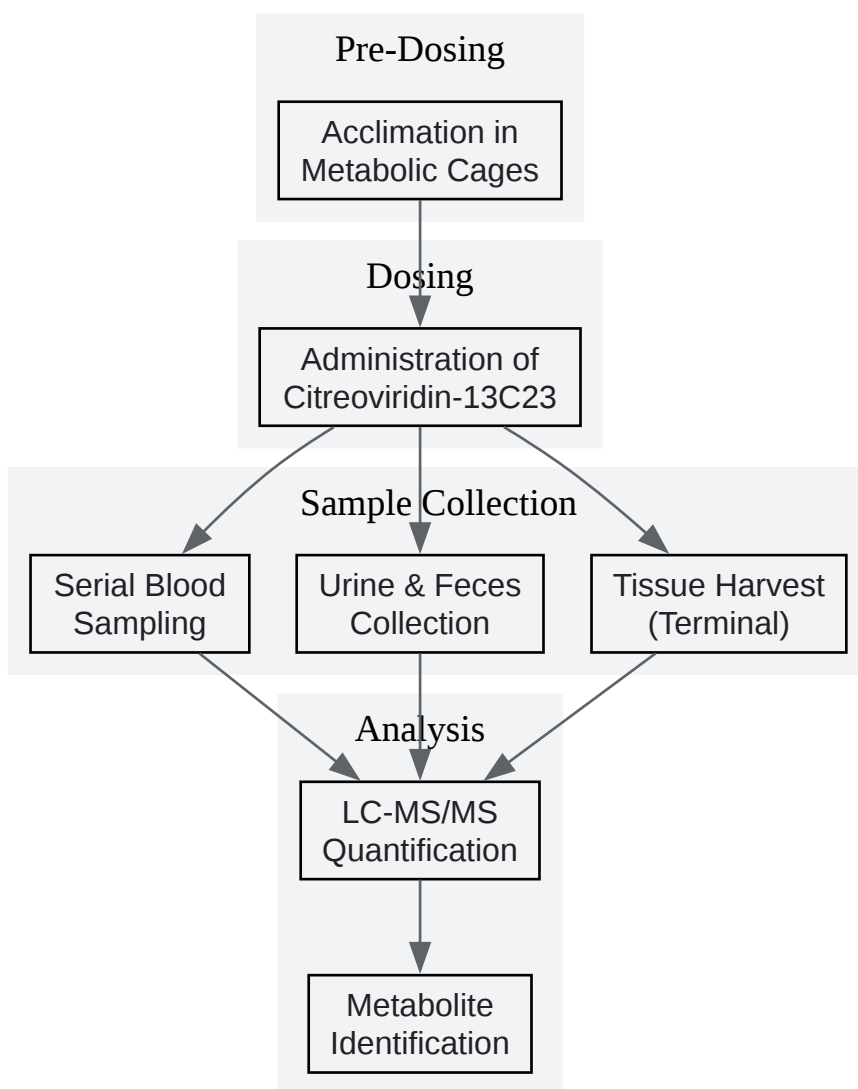 Pre-Dosing
Acclimation in
Metabolic Cages
Dosing
Administration of
Citreoviridin-13C23
Sample Collection
Serial Blood
Sampling
Urine & Feces
Collection
Tissue Harvest
(Terminal)
Analysis
LC-MS/MS
Quantification
Metabolite
Identification